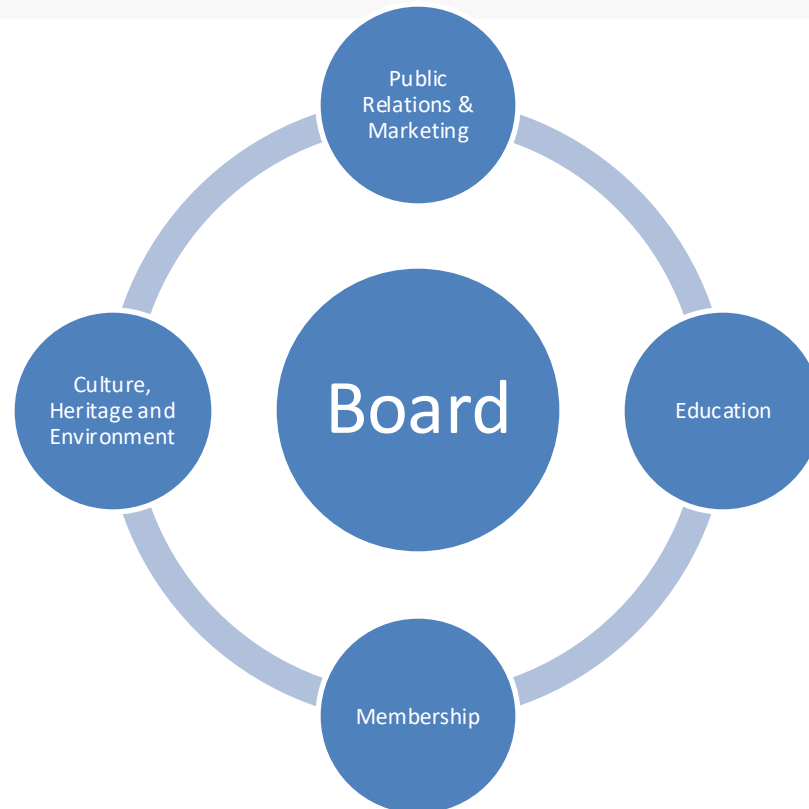 Public
Relations &
Marketing
Culture,
Heritage and
Environment
Board
Education
Membership